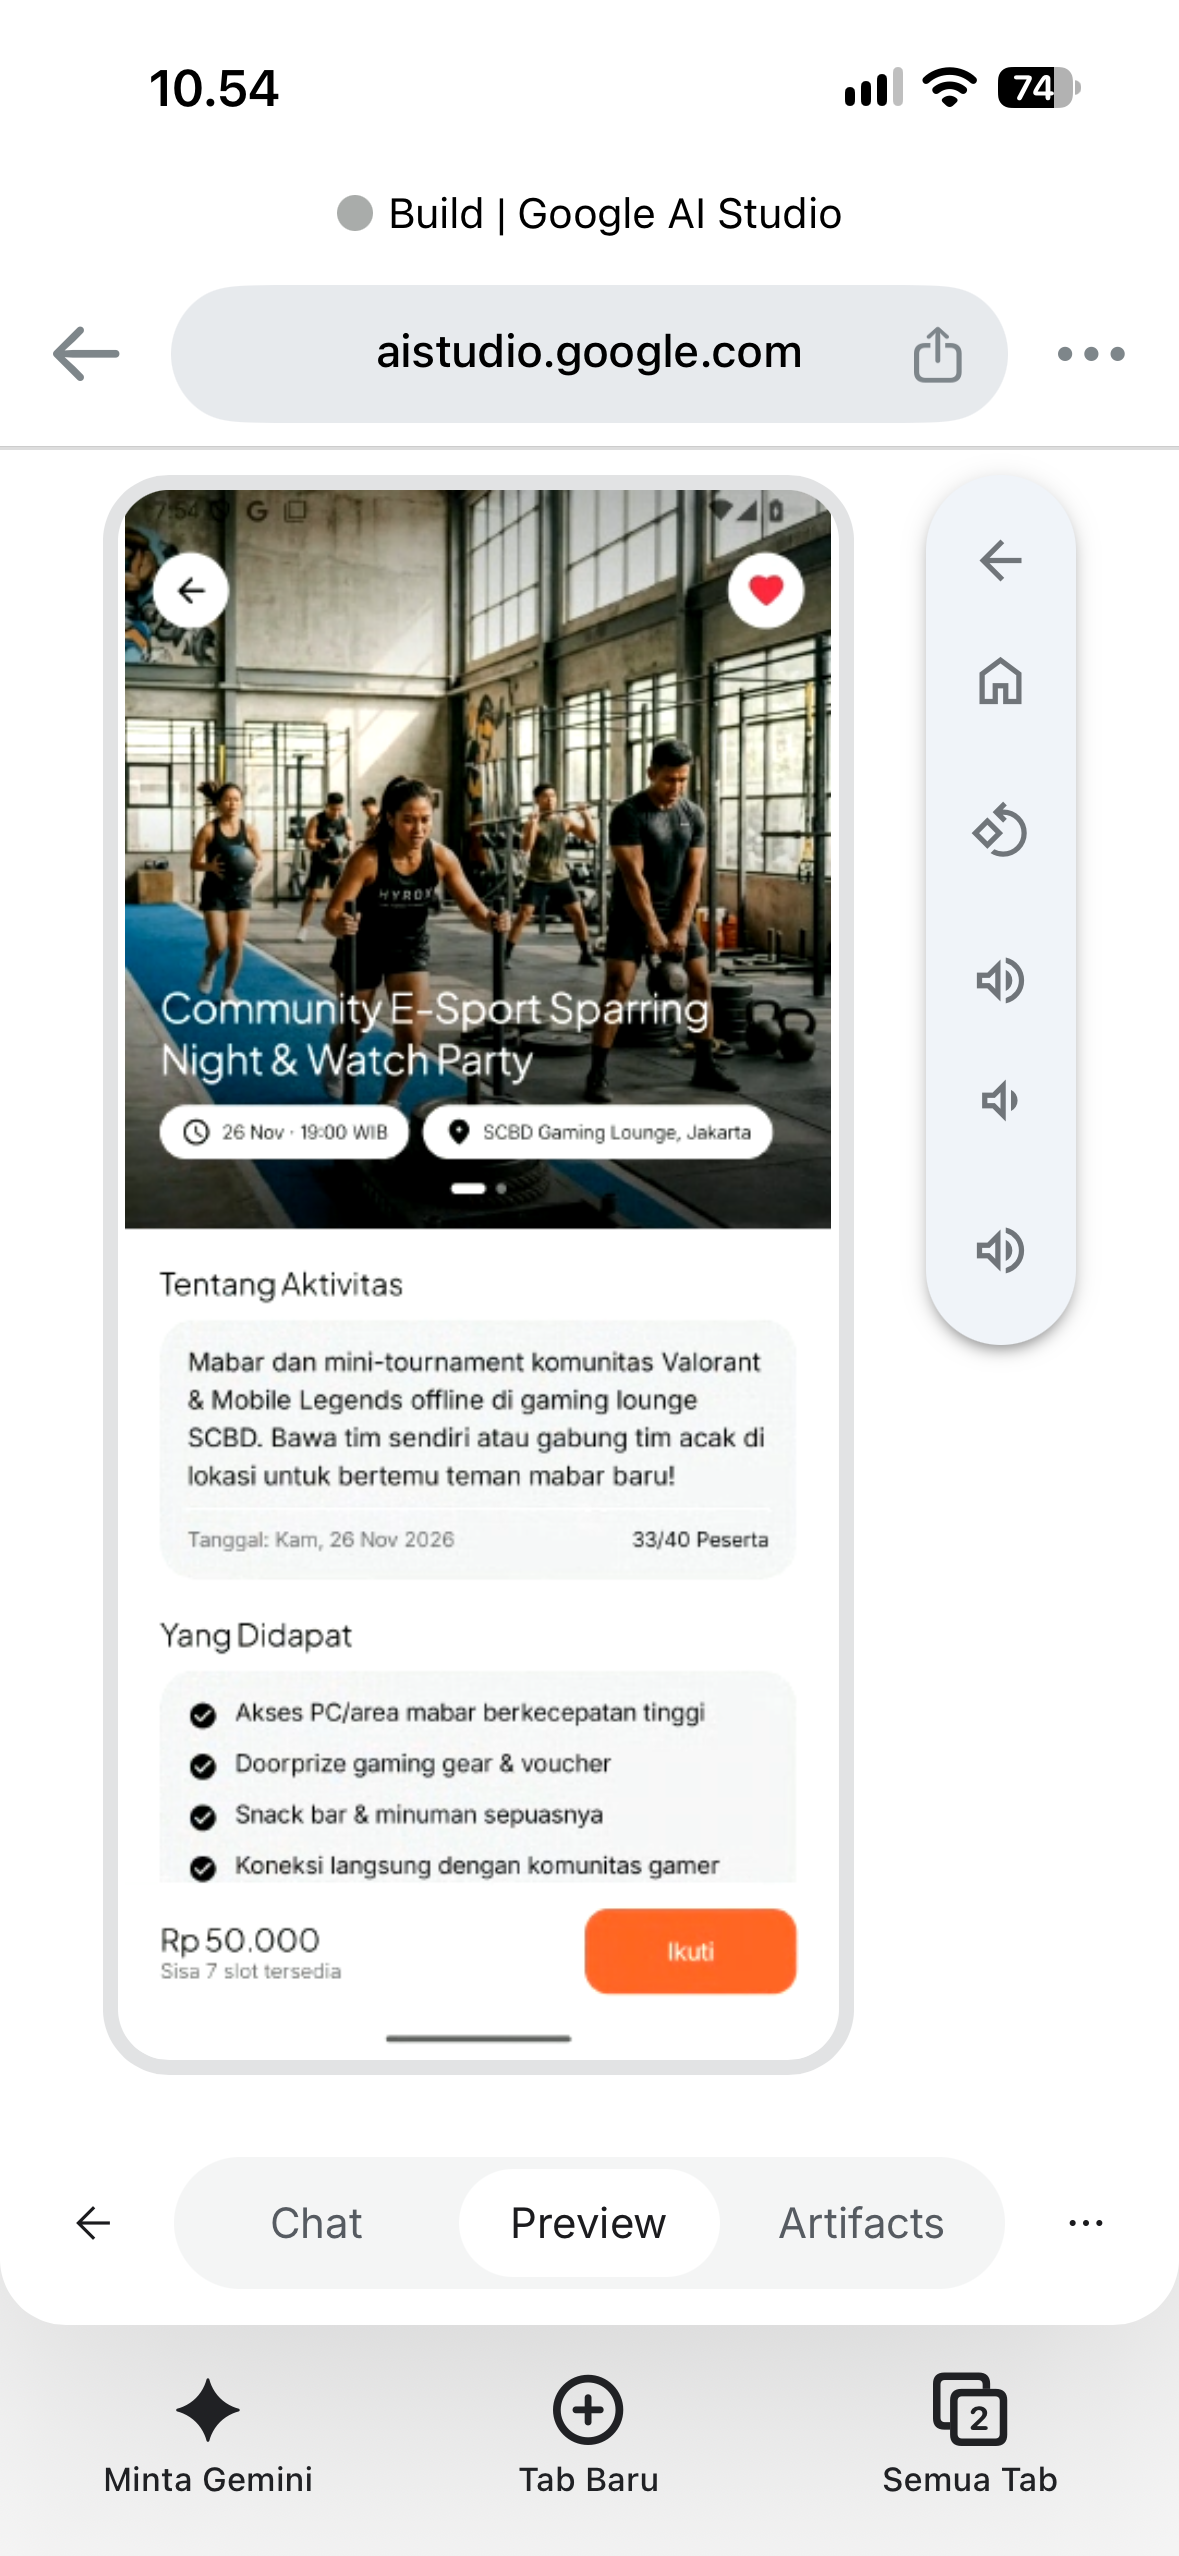 10.54
74
Build | Google AI Studio
aistudio.google.com
7:54
G
HYROX
Community E-Sport Sparring
Night & Watch Party
26 Nov · 19:00 WIB
SCBD Gaming Lounge, Jakarta
Tentang Aktivitas
Mabar dan mini-tournament komunitas Valorant
& Mobile Legends offline di gaming lounge
SCBD. Bawa tim sendiri atau gabung tim acak di
lokasi untuk bertemu teman mabar baru!
Tanggal: Kam, 26 Nov 2026
33/40 Peserta
Yang Didapat
Akses PC/area mabar berkecepatan tinggi
Doorprize gaming gear & voucher
Snack bar & minuman sepuasnya
Koneksi langsung dengan komunitas gamer
Rp 50.000
Ikuti
Sisa 7 slot tersedia
Chat
Preview
Artifacts
2
Minta Gemini
Tab Baru
Semua Tab